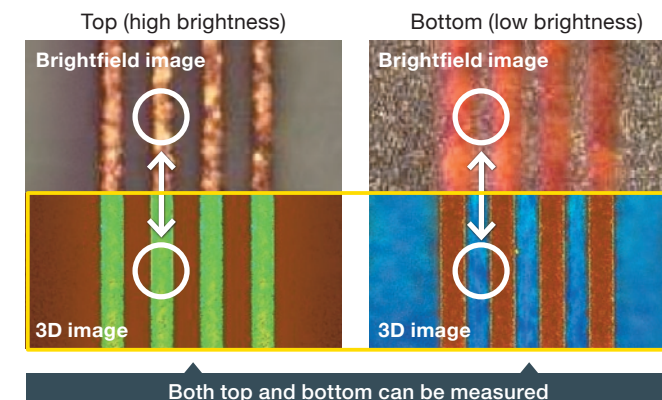 Top (high brightness)
Bottom (low brightness)
Brightfield image
Brightfield image
3D image
3D image
Both top and bottom can be measured